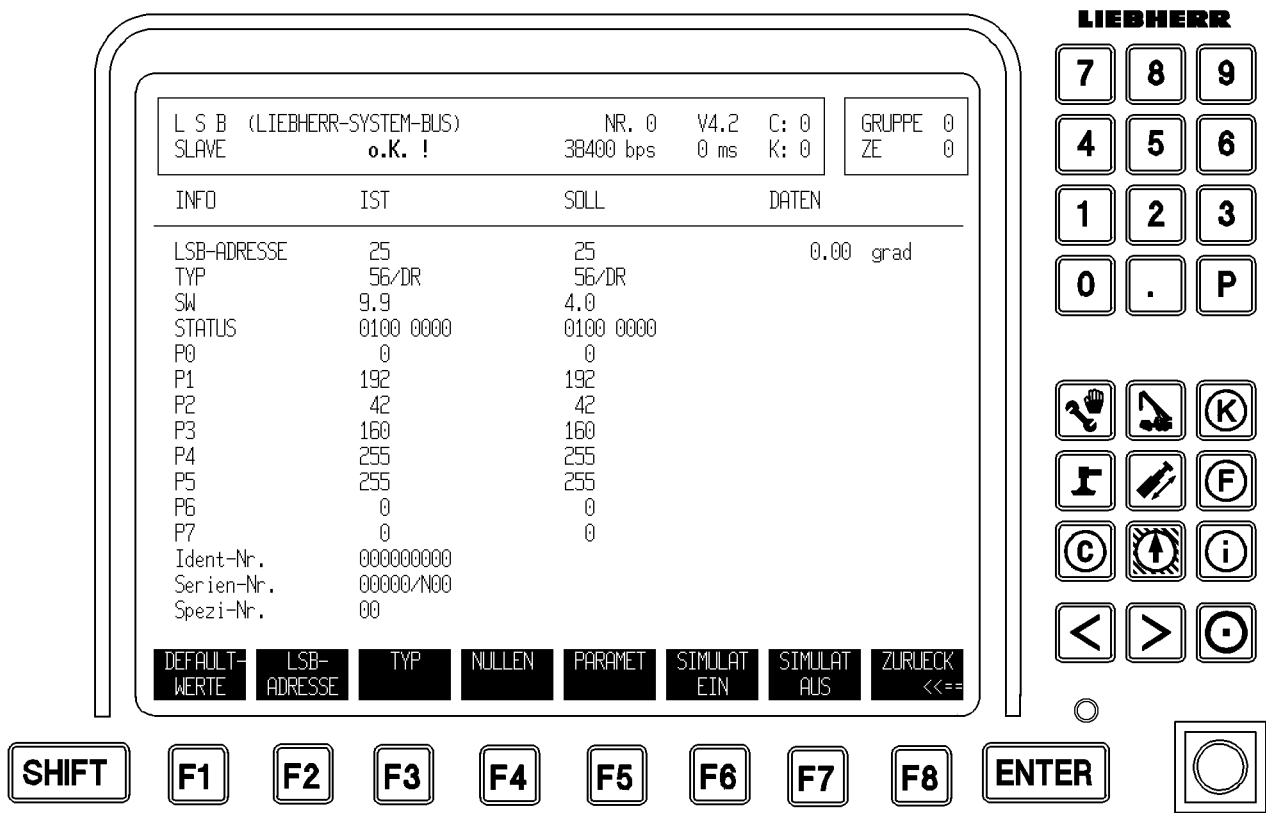 LIEBHERR
L S B (LIEBHERR-SYSTEM-BUS) NR. 0 V4.2 C: 0 GRUPPE 0
SLAVE o.K. ! 38400 bps 0 ms K: 0 ZE 0
INFO IST SOLL DATEN
LSB-ADRESSE 25 25 0.00 grad
TYP 56/DR 56/DR
SW 9.9 4.0
STATUS 0100 0000 0100 0000
P0 0 0
P1 192 192
P2 42 42
P3 160 160
P4 255 255
P5 255 255
P6 0 0
P7 0 0
Ident-Nr. 000000000
Serien-Nr. 00000/N00
Spezi-Nr. 00
DEFAULT- LSB- TYP NULLEN PARAMET SIMULAT SIMULAT ZURUECK
WERTE ADRESSE EIN AUS <<==
7 8 9
4 5 6
1 2 3
0 . P
K
F
C i
< >
SHIFT F1 F2 F3 F4 F5 F6 F7 F8 ENTER